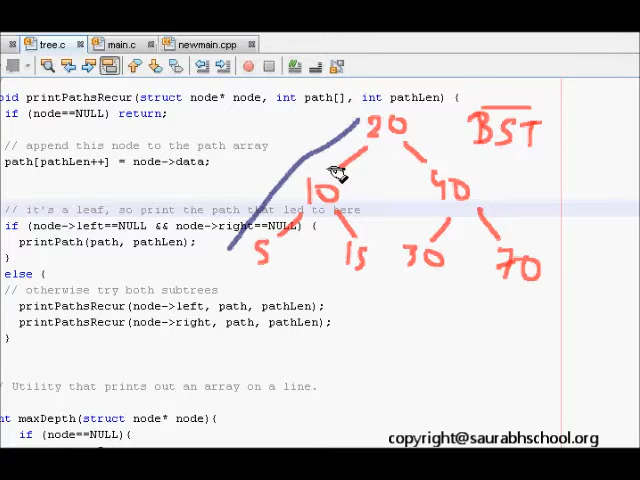 tree.c main.c newmain.cpp
oid printPathsRecur(struct node* node, int path[], int pathLen) {
if (node==NULL) return;
// append this node to the path array
path[pathLen++] = node->data;
// it's a leaf, so print the path that led to here
if (node->left==NULL && node->right==NULL) {
printPath(path, pathLen);
}
else {
// otherwise try both subtrees
printPathsRecur(node->left, path, pathLen);
printPathsRecur(node->right, path, pathLen);
}
/ Utility that prints out an array on a line.
nt maxDepth(struct node* node){
if (node==NULL){
BST
20
10 40
5 15 30 70
copyright@saurabhschool.org